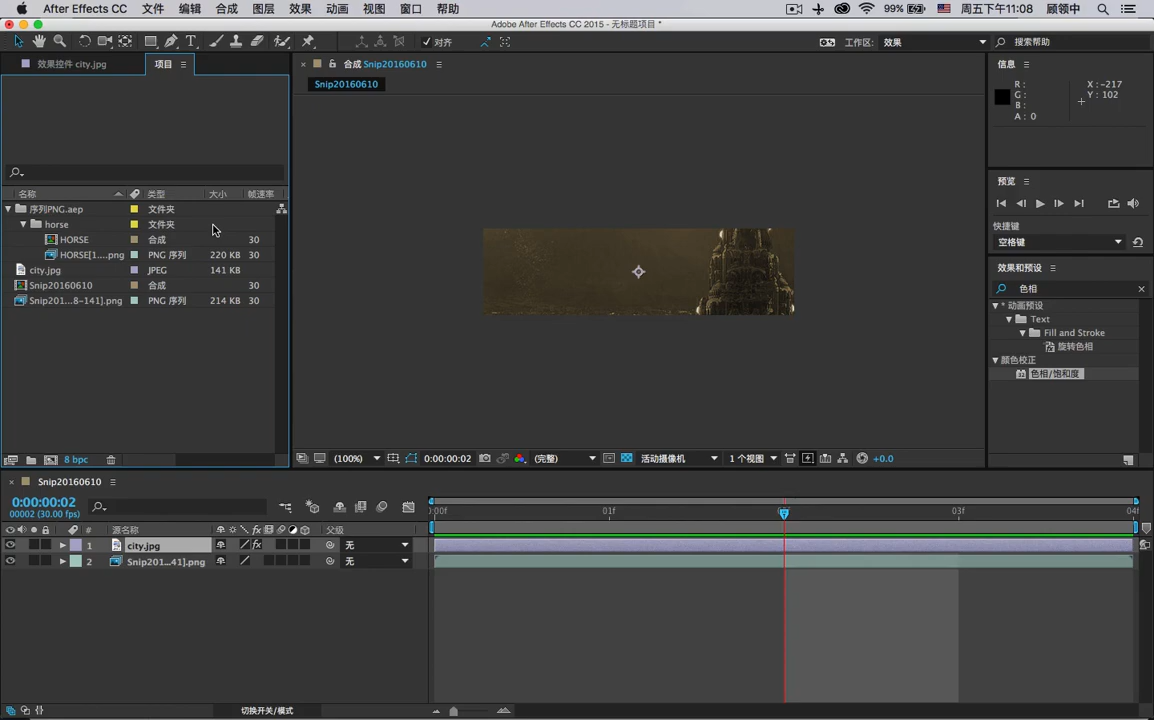 After Effects CC 文件 编辑 合成 图层 效果 动画 视图 窗口 帮助 99% 周五下午11:08 顾领中
Adobe After Effects CC 2015 - 无标题项目 *
对齐 工作区: 效果 搜索帮助
效果控件 city.jpg 项目 合成 Snip20160610 信息
Snip20160610
R : X : -217
G : Y : 102
B :
A : 0
预览
名称 类型 大小 帧速率
序列PNG.aep 文件夹
horse 文件夹
HORSE 合成 30
HORSE[1....png PNG 序列 220 KB 30
city.jpg JPEG 141 KB
Snip20160610 合成 30
Snip201...8~141].png PNG 序列 214 KB 30
快捷键
空格键
效果和预设
色相
* 动画预设
Text
Fill and Stroke
旋转色相
颜色校正
色相/饱和度
8 bpc (100%) 0:00:00:02 (完整) 活动摄像机 1 个视图 +0.0
Snip20160610
0:00:00:02
00002 (30.00 fps)
:00f 01f 02f 03f 04f
# 源名称 父级
1 city.jpg 无
2 Snip201...41].png 无
切换开关/模式